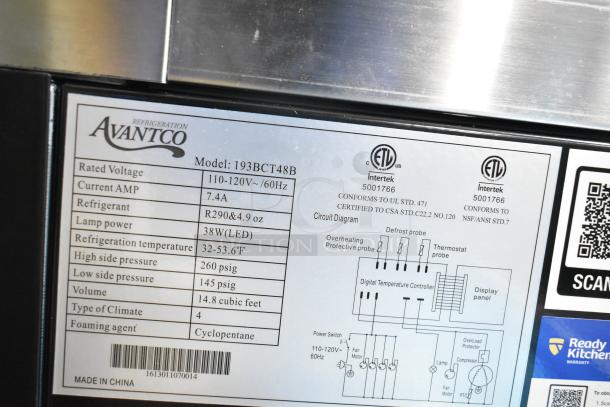 REFRIGERATION
AVANTCO
Model: 193BCT48B
Rated Voltage 110-120V~/60Hz
Current AMP 7.4A
Refrigerant R290&4.9 oz
Lamp power 38W(LED)
Refrigeration temperature 32-53.6°F
High side pressure 260 psig
Low side pressure 145 psig
Volume 14.8 cubic feet
Type of Climate 4
Foaming agent Cyclopentane
1613011070014
MADE IN CHINA
C ETL US
Intertek
5001766
CONFORMS TO UL STD. 471
CERTIFIED TO CSA STD.C22.2 NO.120
ETL
Intertek
5001766
CONFORMS TO
NSF/ANSI STD.7
Circuit Diagram
Defrost probe
Overheating
Protective probe
Thermostat
probe
Digital Temperature Controller
Display
panel
Power Switch
110-120V~
60Hz
Fan
Motor
Lamp
Fan
Motor
OverLoad
Protector
Compressor
PTC
SCAN
Ready
Kitchen
WARRANTY